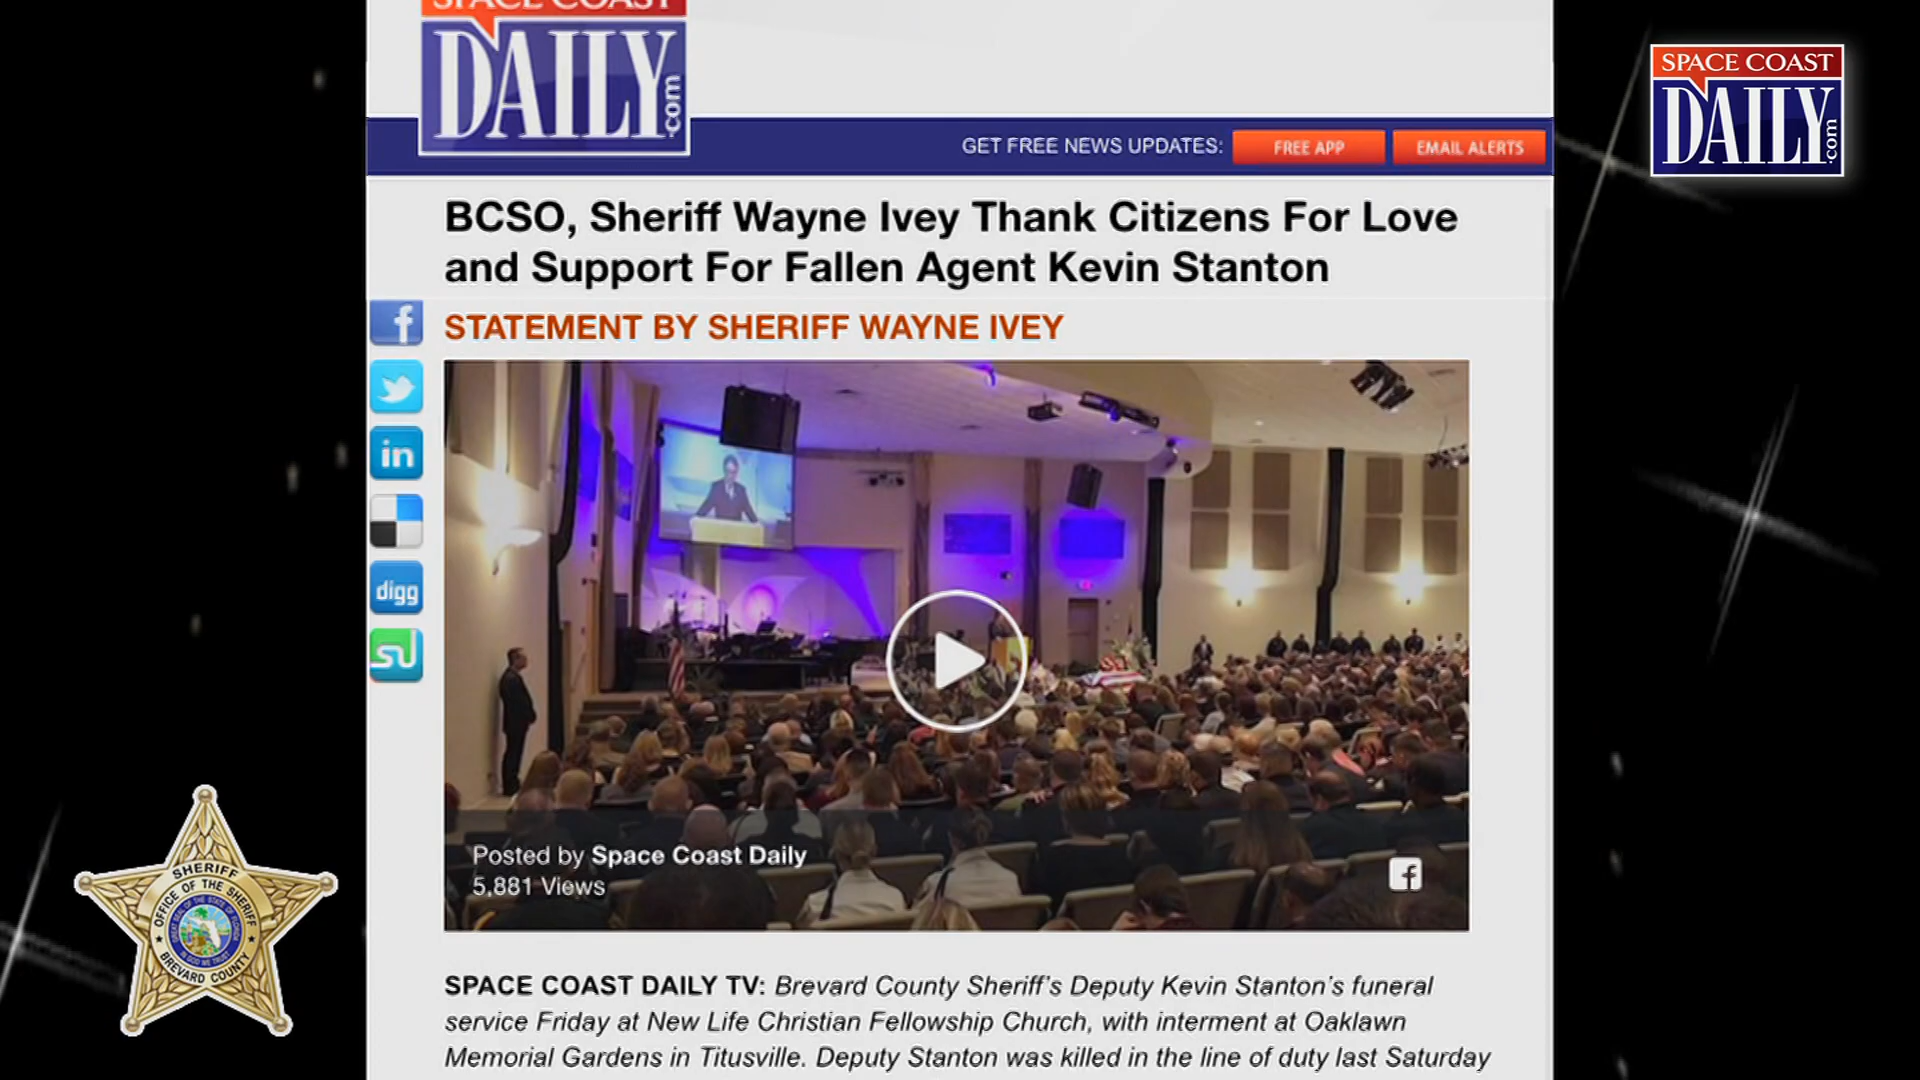 SPACE COAST
DAILY.com
SPACE COAST
DAILY.com
GET FREE NEWS UPDATES:
FREE APP
EMAIL ALERTS
BCSO, Sheriff Wayne Ivey Thank Citizens For Love
and Support For Fallen Agent Kevin Stanton
STATEMENT BY SHERIFF WAYNE IVEY
f
in
digg
Posted by Space Coast Daily
5,881 Views
SHERIFF
OFFICE OF THE SHERIFF
BREVARD COUNTY
SPACE COAST DAILY TV: Brevard County Sheriff's Deputy Kevin Stanton's funeral
service Friday at New Life Christian Fellowship Church, with interment at Oaklawn
Memorial Gardens in Titusville. Deputy Stanton was killed in the line of duty last Saturday